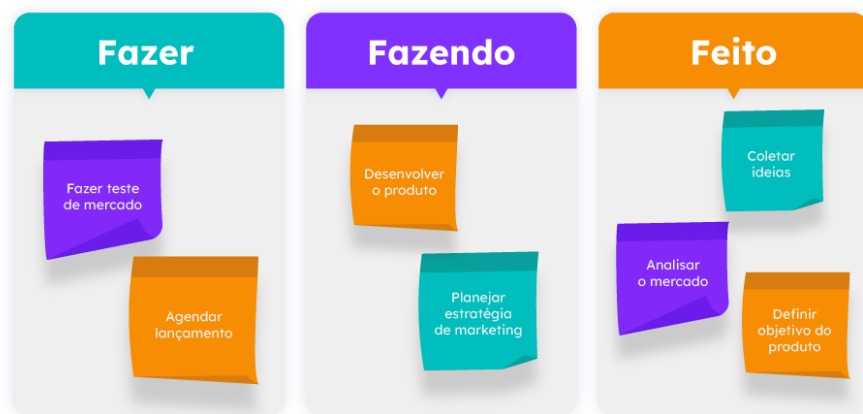 Fazer
Fazer teste
de mercado
Agendar
lançamento
Fazendo
Desenvolver
o produto
Planejar
estratégia
de marketing
Feito
Coletar
ideias
Analisar
o mercado
Definir
objetivo do
produto